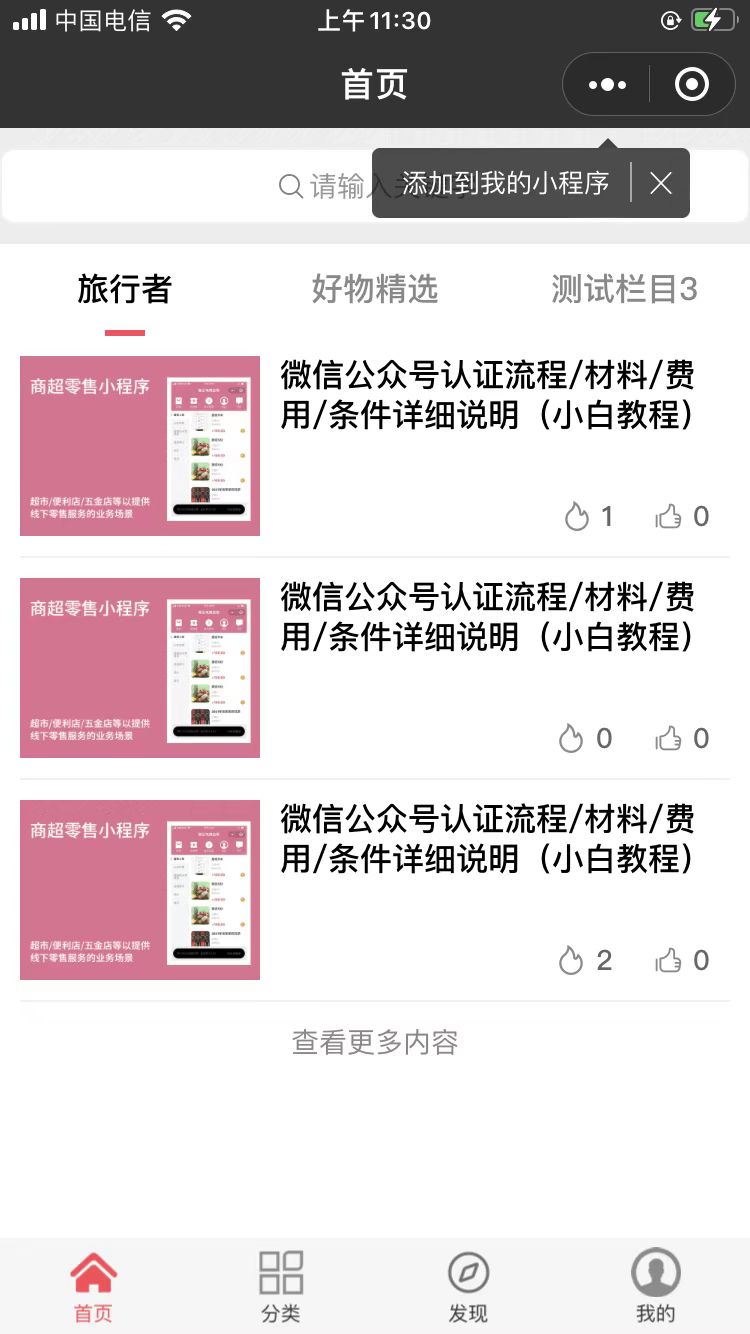 中国电信
上午11:30
首页
请输入
添加到我的小程序
旅行者
好物精选
测试栏目3
商超零售小程序
超市/便利店/五金店等以提供
线下零售服务的业务场景
微信公众号认证流程/材料/费
用/条件详细说明（小白教程）
1
0
商超零售小程序
超市/便利店/五金店等以提供
线下零售服务的业务场景
微信公众号认证流程/材料/费
用/条件详细说明（小白教程）
0
0
商超零售小程序
超市/便利店/五金店等以提供
线下零售服务的业务场景
微信公众号认证流程/材料/费
用/条件详细说明（小白教程）
2
0
查看更多内容
首页
分类
发现
我的